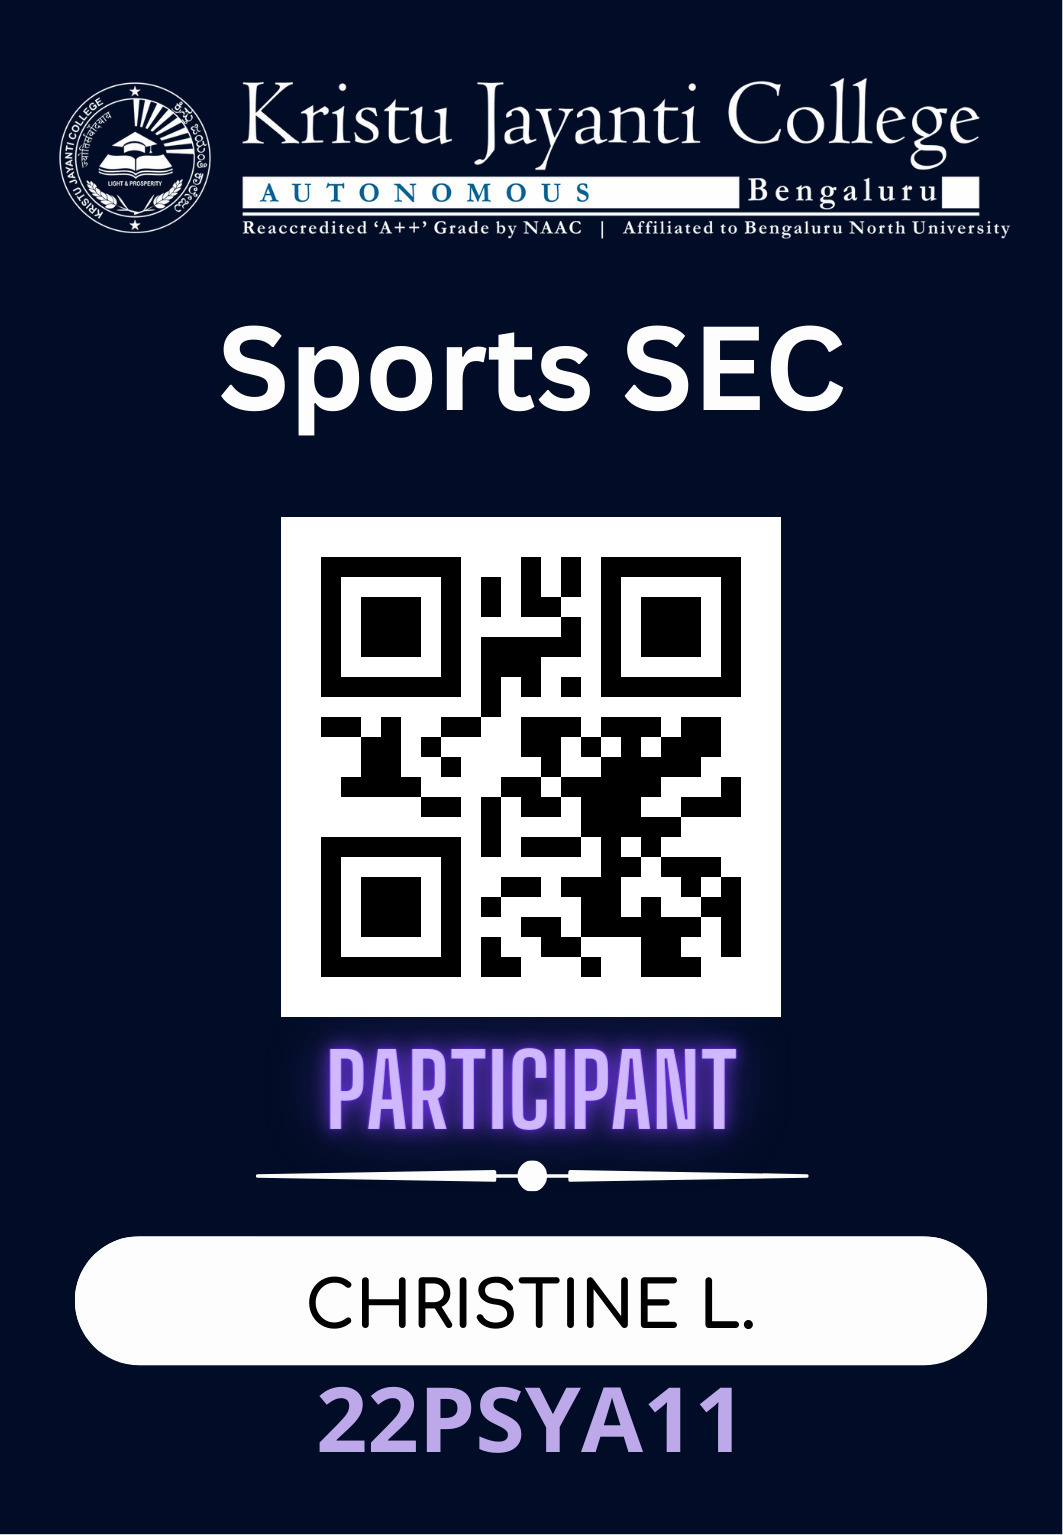 Kristu Jayanti College
AUTONOMOUS Bengaluru
Reaccredited ‘A++’ Grade by NAAC | Affiliated to Bengaluru North University
KRISTU JAYANTI COLLEGE
LIGHT & PROSPERITY
Sports SEC
PARTICIPANT
CHRISTINE L.
22PSYA11